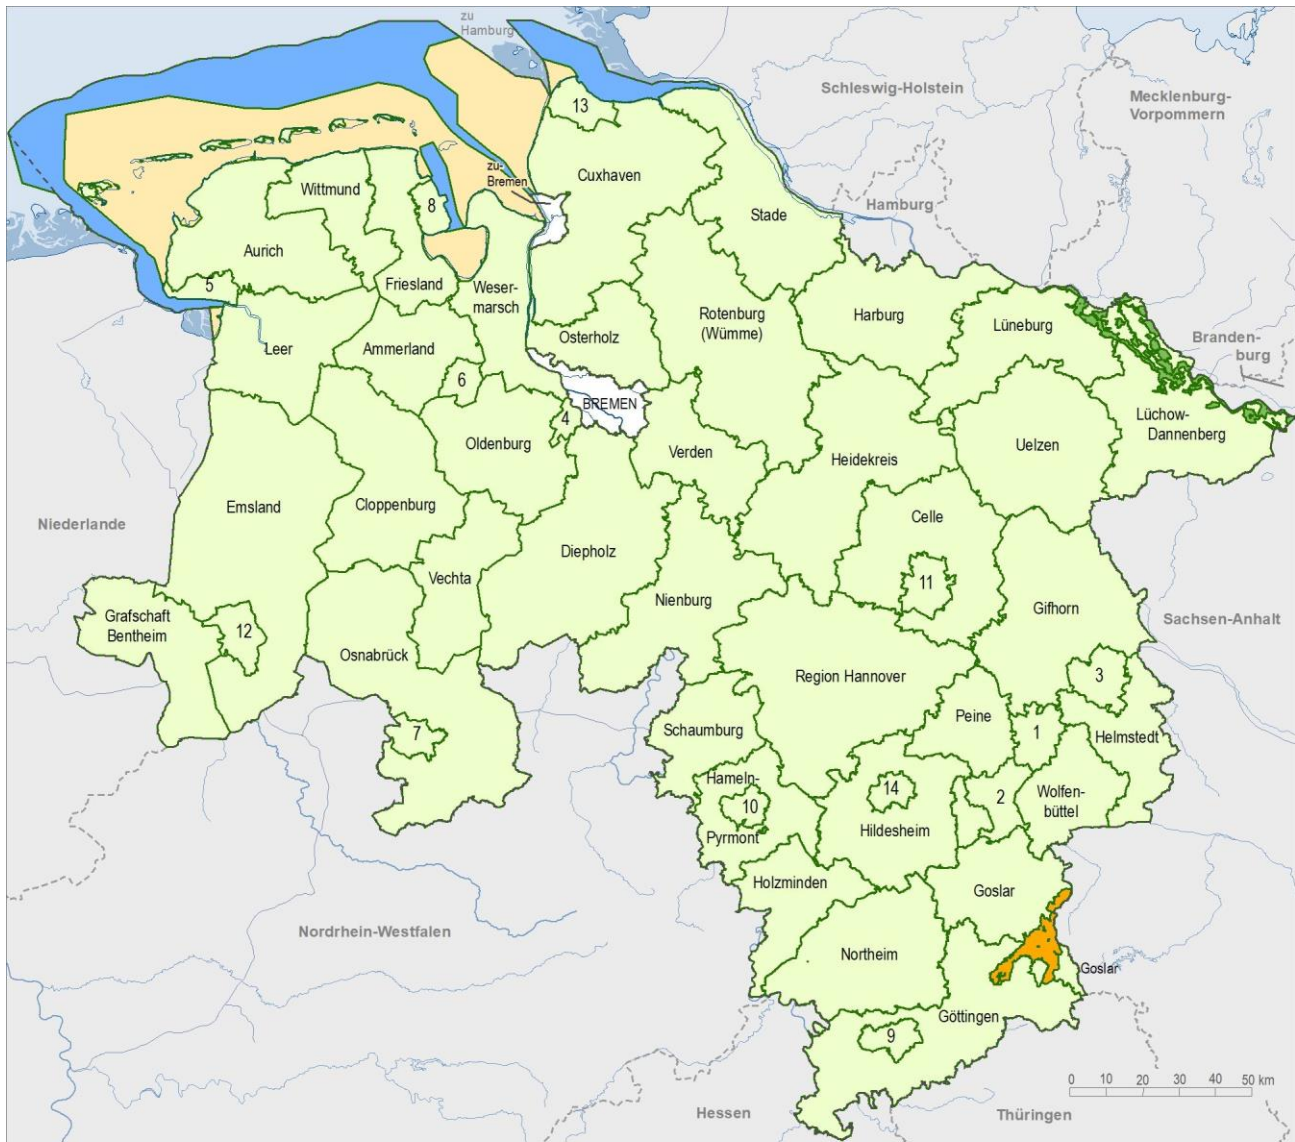 zu
Hamburg
Schleswig-Holstein
Mecklenburg-
Vorpommern
13
zu
Bremen
Cuxhaven
Wittmund
8
Stade
Hamburg
Aurich
5
Friesland
Weser-
marsch
Rotenburg
(Wümme)
Harburg
Lüneburg
Branden-
burg
Leer
Ammerland
Osterholz
6
BREMEN
4
Lüchow-
Dannenberg
Oldenburg
Verden
Heidekreis
Uelzen
Emsland
Cloppenburg
Celle
Niederlande
Diepholz
Vechta
11
Nienburg
Gifhorn
Grafschaft
Bentheim
12
Sachsen-Anhalt
Osnabrück
Region Hannover
3
Peine
7
Schaumburg
1
Helmstedt
Hameln-
14
2
Wolfen-
büttel
10
Pyrmont
Hildesheim
Holzminden
Goslar
Nordrhein-Westfalen
Northeim
Goslar
Göttingen
9
0 10 20 30 40 50 km
Hessen
Thüringen